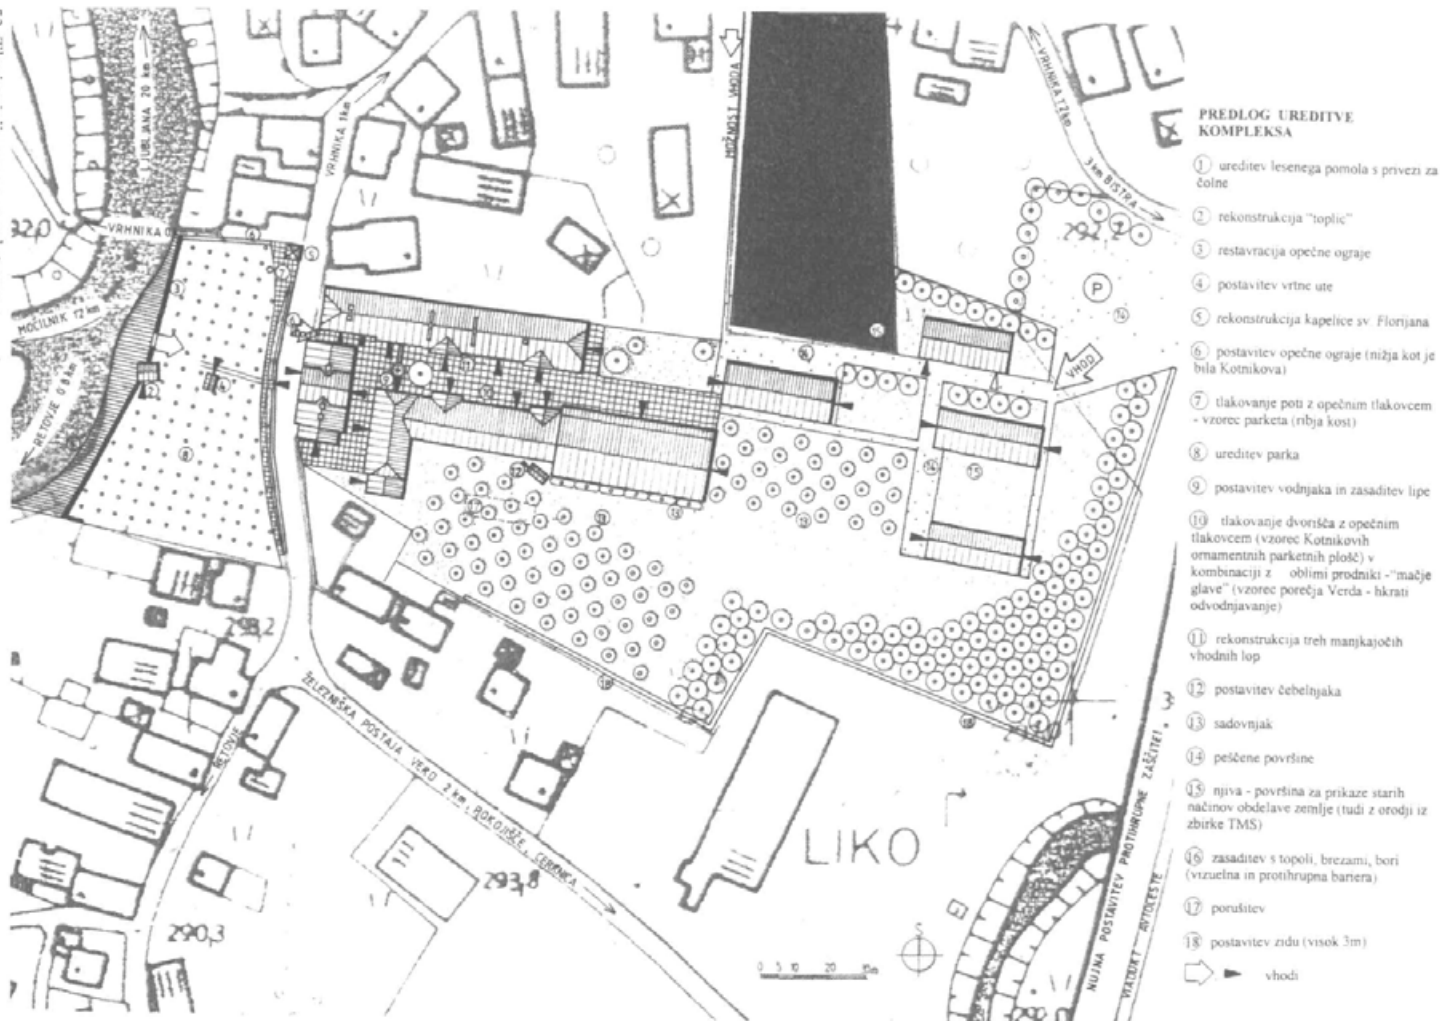 LJUBLJANA 20 km
VRHNIKA 1km
MOŽNOST VHODA
VRHNIKA 1,2km
3 km BISTRA
292,2
P
VHOD
VRHNIKA
MOČILNIK 1,2 km
RETOVJE 0,8 km
293,2
ŽELEZNIŠKA POSTAJA VERD 2 km,
RETOVJE
293,8
290,3
LIKO
S
0 5 10 20
NUJNA POSTAVITEV PROTIHRUPNE ZAŠČITE!
VIADUKT AVTOCESTE
292,0
PREDLOG UREDITVE
KOMPLEKSA
1 ureditev lesenega pomola s privezi za
čolne
2 rekonstrukcija "toplic"
3 restavracija opečne ograje
4 postavitev vrtne ute
5 rekonstrukcija kapelice sv. Florijana
6 postavitev opečne ograje (nižja kot je
bila Kotnikova)
7 tlakovanje poti z opečnim tlakovcem
- vzorec parketa (ribja kost)
8 ureditev parka
9 postavitev vodnjaka in zasaditev lipe
10 tlakovanje dvorišča z opečnim
tlakovcem (vzorec Kotnikovih
ornamentnih parketnih plošč) v
kombinaciji z oblimi prodniki -"mačje
glave" (vzorec porečja Verda - hkrati
odvodnjavanje)
11 rekonstrukcija treh manjkajočih
vhodnih lop
12 postavitev čebelnjaka
13 sadovnjak
14 peščene površine
15 njiva - površina za prikaze starih
načinov obdelave zemlje (tudi z orodji iz
zbirke TMS)
16 zasaditev s topoli, brezami, bori
(vizuelna in protihrupna bariera)
17 porušitev
18 postavitev zidu (visok 3m)
vhodi